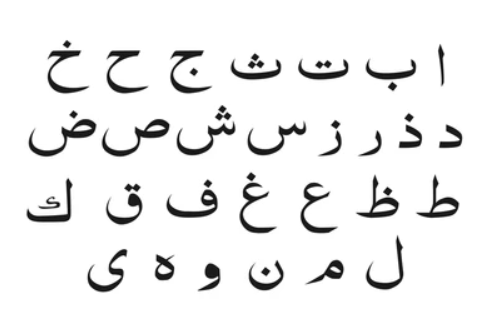 ا ب ت ث ج ح خ
د ذ ر ز س ش ص ض
ط ظ ع غ ف ق ك
ل م ن و ه ى